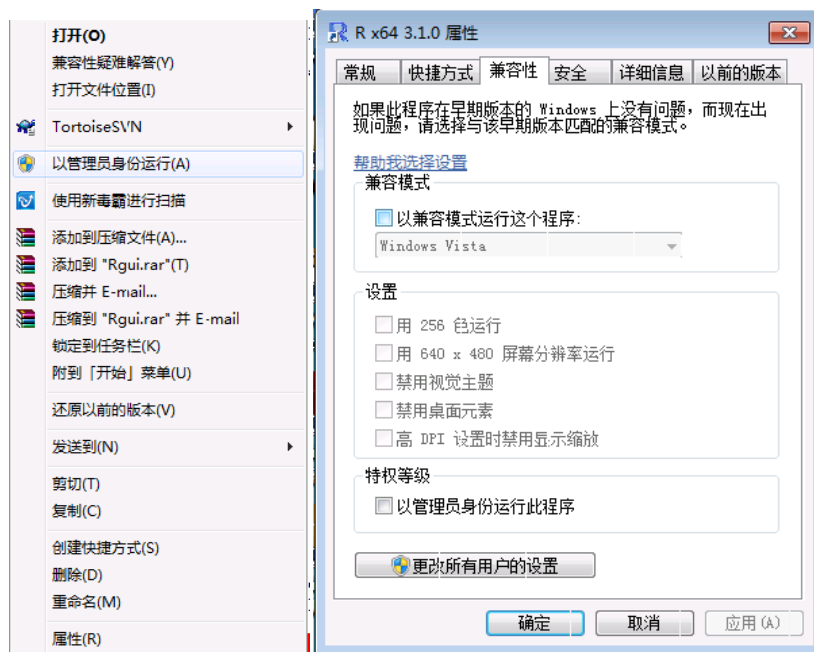 打开(O)
兼容性疑难解答(Y)
打开文件位置(I)
TortoiseSVN
以管理员身份运行(A)
使用新毒霸进行扫描
添加到压缩文件(A)...
添加到 "Rgui.rar"(T)
压缩并 E-mail...
压缩到 "Rgui.rar" 并 E-mail
锁定到任务栏(K)
附到「开始」菜单(U)
还原以前的版本(V)
发送到(N)
剪切(T)
复制(C)
创建快捷方式(S)
删除(D)
重命名(M)
属性(R)
R x64 3.1.0 属性
常规 快捷方式 兼容性 安全 详细信息 以前的版本
如果此程序在早期版本的 Windows 上没有问题，而现在出
现问题，请选择与该早期版本匹配的兼容模式。
帮助我选择设置
兼容模式
以兼容模式运行这个程序:
Windows Vista
设置
用 256 色运行
用 640 x 480 屏幕分辨率运行
禁用视觉主题
禁用桌面元素
高 DPI 设置时禁用显示缩放
特权等级
以管理员身份运行此程序
更改所有用户的设置
确定 取消 应用(A)